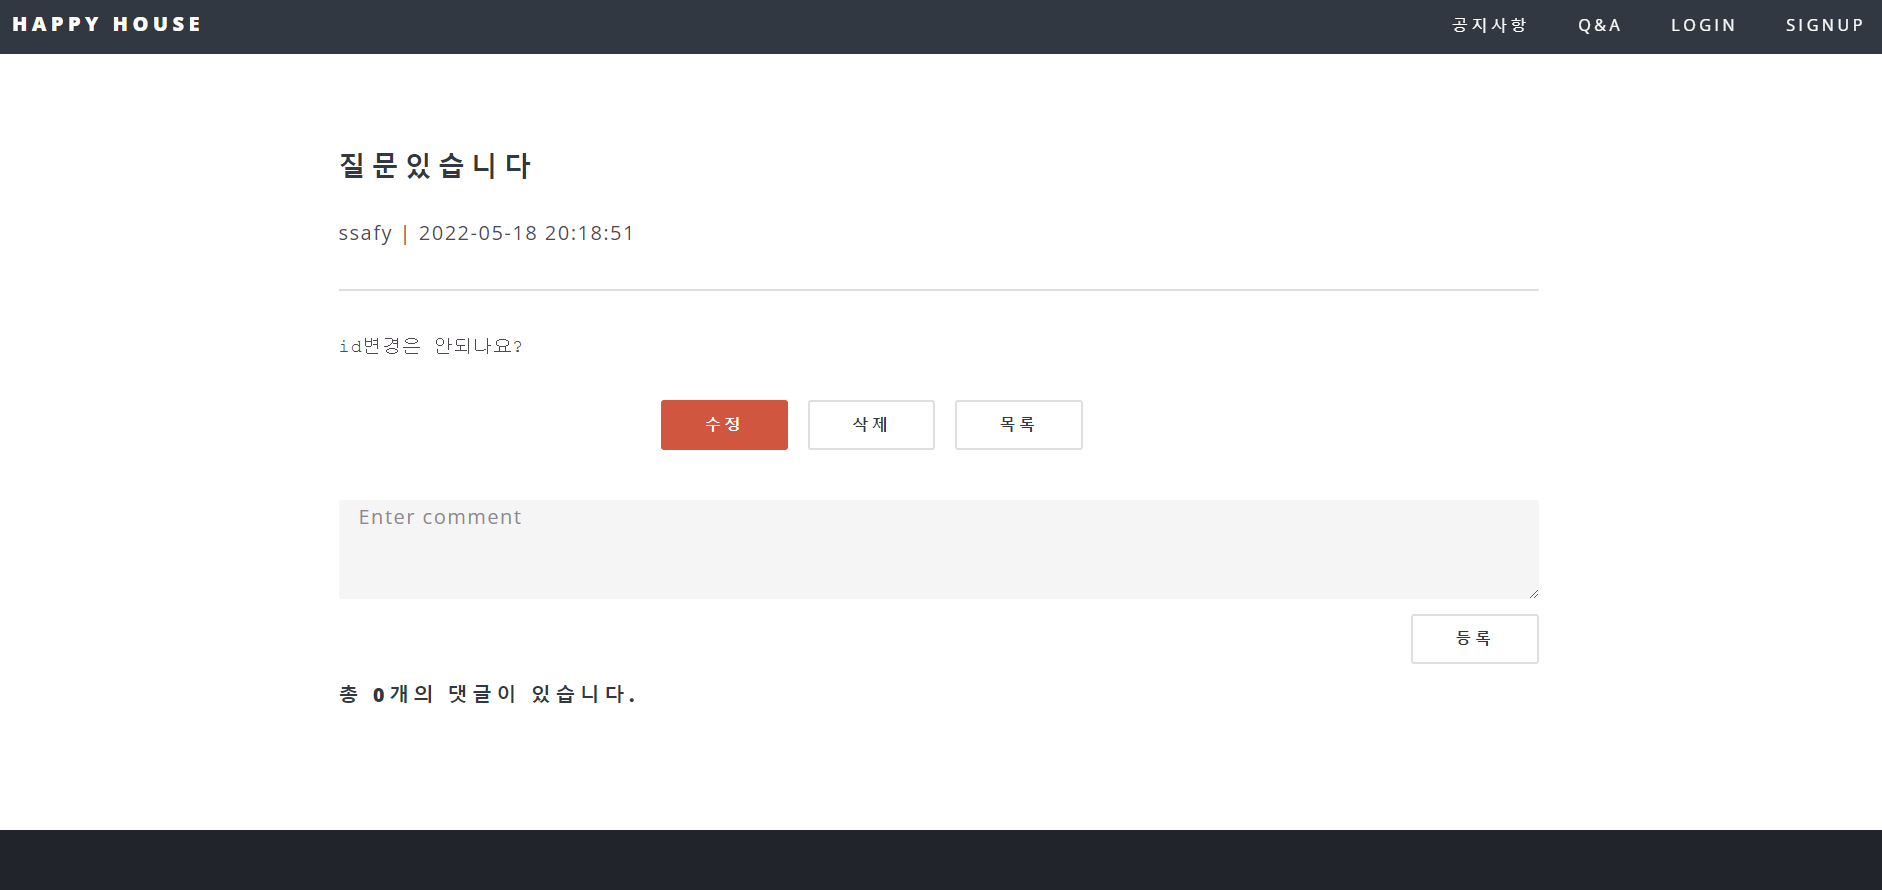 HAPPY HOUSE 공지사항 Q&A LOGIN SIGNUP
질문있습니다
ssafy | 2022-05-18 20:18:51
id변경은 안되나요?
수정 삭제 목록
Enter comment
등록
총 0개의 댓글이 있습니다.